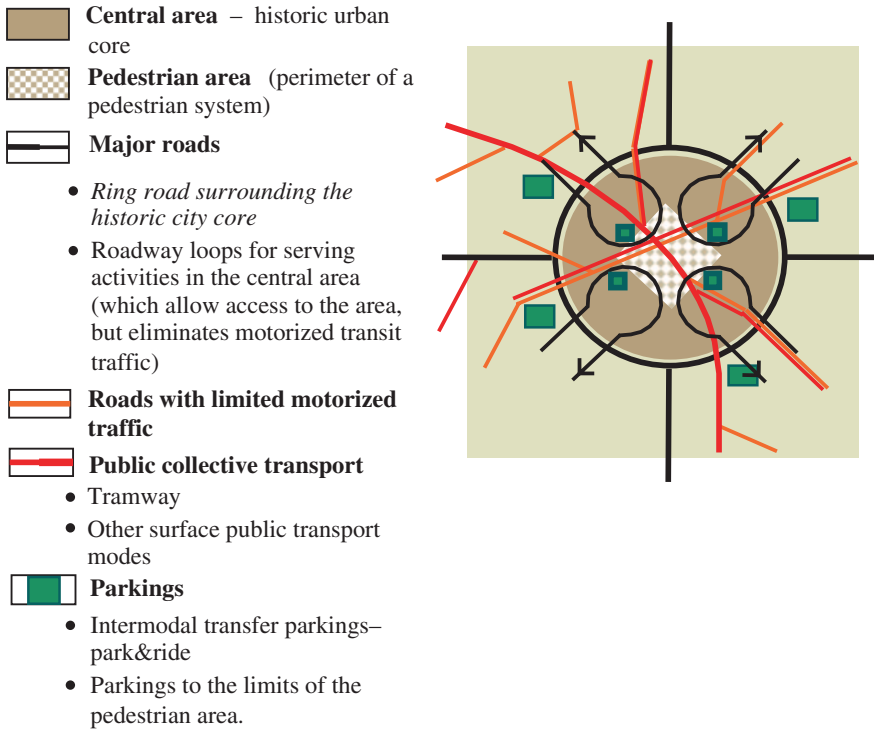 Central area – historic urban
core
Pedestrian area (perimeter of a
pedestrian system)
Major roads
• Ring road surrounding the
historic city core
• Roadway loops for serving
activities in the central area
(which allow access to the area,
but eliminates motorized transit
traffic)
Roads with limited motorized
traffic
Public collective transport
• Tramway
• Other surface public transport
modes
Parkings
• Intermodal transfer parkings–
park&ride
• Parkings to the limits of the
pedestrian area.